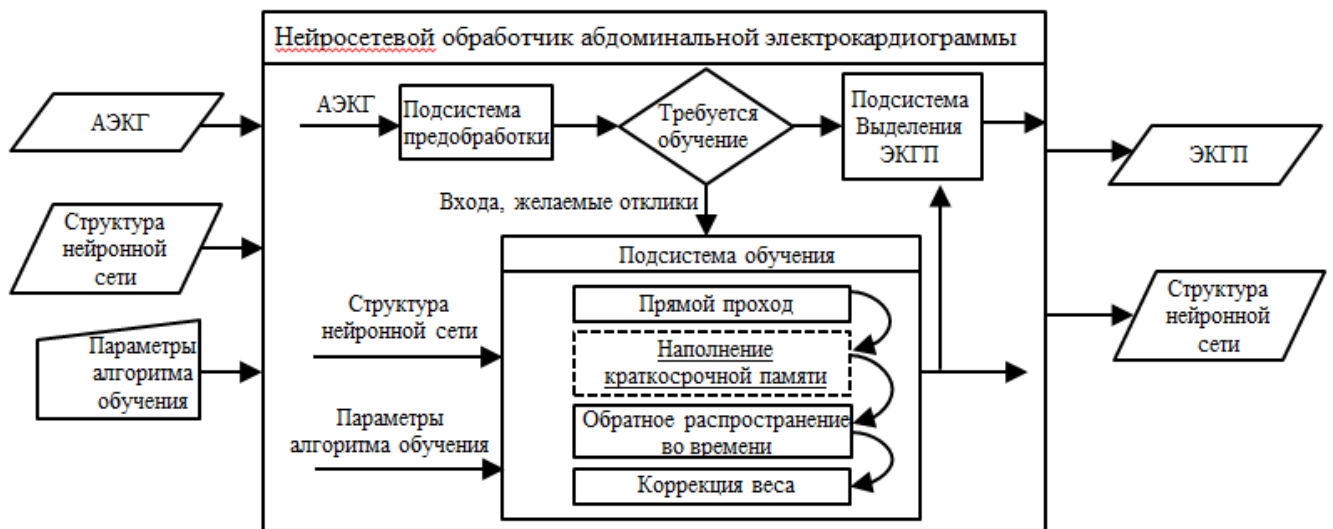 Нейросетевой обработчик абдоминальной электрокардиограммы
АЭКГ
Структура
нейронной
сети
Параметры
алгоритма
обучения
АЭКГ
Подсистема
предобработки
Требуется
обучение
Подсистема
Выделения
ЭКГП
Входа, желаемые отклики
Подсистема обучения
Структура
нейронной сети
Параметры
алгоритма обучения
Прямой проход
Наполнение
краткосрочной памяти
Обратное распространение
во времени
Коррекция веса
ЭКГП
Структура
нейронной
сети